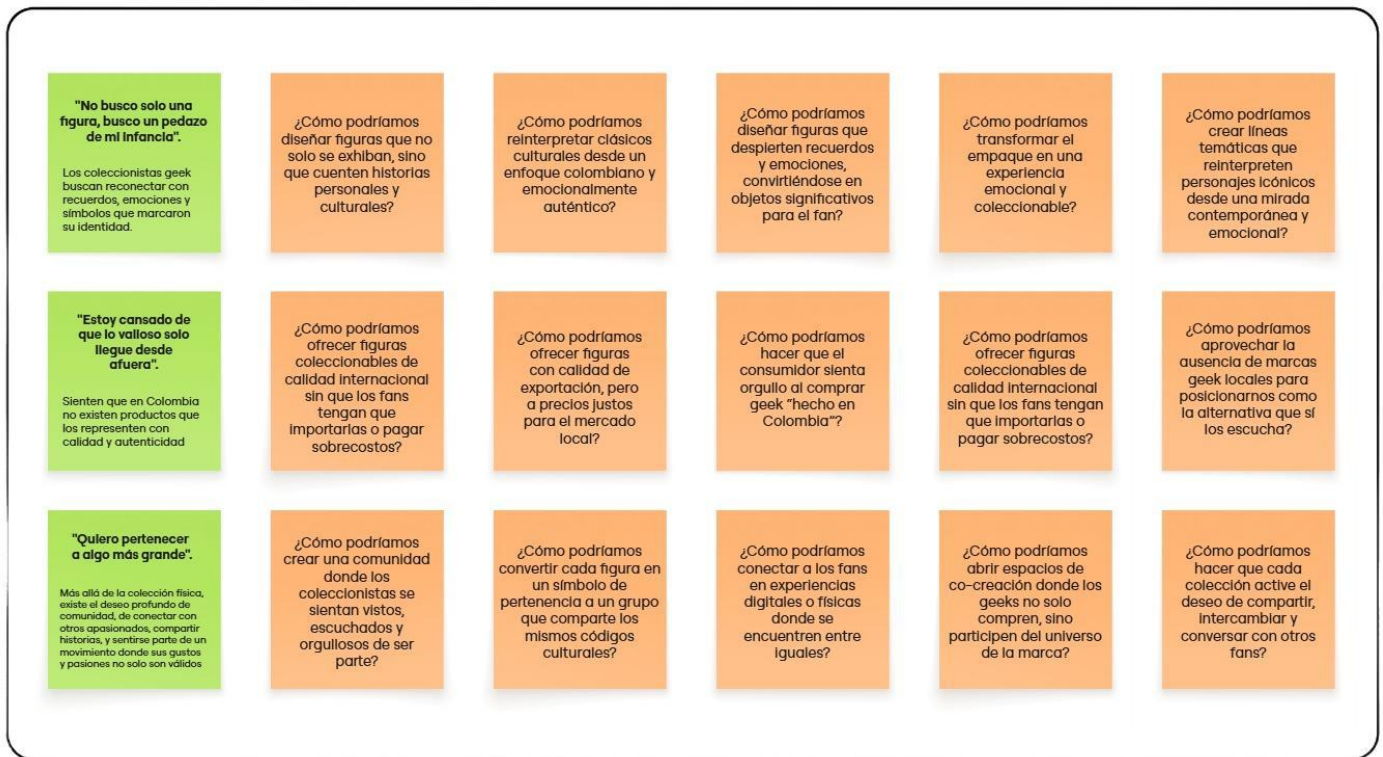 "No busco solo una
figura, busco un pedazo
de mi infancia".
Los coleccionistas geek
buscan reconectar con
recuerdos, emociones y
símbolos que marcaron
su identidad.
¿Cómo podríamos
diseñar figuras que no
solo se exhiban, sino
que cuenten historias
personales y
culturales?
¿Cómo podríamos
reinterpretar clásicos
culturales desde un
enfoque colombiano y
emocionalmente
auténtico?
¿Cómo podríamos
diseñar figuras que
despierten recuerdos
y emociones,
convirtiéndose en
objetos significativos
para el fan?
¿Cómo podríamos
transformar el
empaque en una
experiencia
emocional y
coleccionable?
¿Cómo podríamos
crear líneas
temáticas que
reinterpreten
personajes icónicos
desde una mirada
contemporánea y
emocional?
"Estoy cansado de
que lo valioso solo
llegue desde
afuera".
Sienten que en Colombia
no existen productos que
los representen con
calidad y autenticidad
¿Cómo podríamos
ofrecer figuras
coleccionables de
calidad internacional
sin que los fans
tengan que
importarlas o pagar
sobrecostos?
¿Cómo podríamos
ofrecer figuras
con calidad de
exportación, pero
a precios justos
para el mercado
local?
¿Cómo podríamos
hacer que el
consumidor sienta
orgullo al comprar
geek “hecho en
Colombia”?
¿Cómo podríamos
ofrecer figuras
coleccionables de
calidad internacional
sin que los fans tengan
que importarlas o
pagar sobrecostos?
¿Cómo podríamos
aprovechar la
ausencia de marcas
geek locales para
posicionarnos como
la alternativa que sí
los escucha?
"Quiero pertenecer
a algo más grande".
Más allá de la colección física,
existe el deseo profundo de
comunidad, de conectar con
otros apasionados, compartir
historias, y sentirse parte de un
movimiento donde sus gustos
y pasiones no solo son válidos
¿Cómo podríamos
crear una comunidad
donde los
coleccionistas se
sientan vistos,
escuchados y
orgullosos de ser
parte?
¿Cómo podríamos
convertir cada figura en
un símbolo de
pertenencia a un grupo
que comparte los
mismos códigos
culturales?
¿Cómo podríamos
conectar a los fans
en experiencias
digitales o físicas
donde se
encuentren entre
iguales?
¿Cómo podríamos
abrir espacios de
co-creación donde los
geeks no solo
compren, sino
participen del universo
de la marca?
¿Cómo podríamos
hacer que cada
colección active el
deseo de compartir,
intercambiar y
conversar con otros
fans?